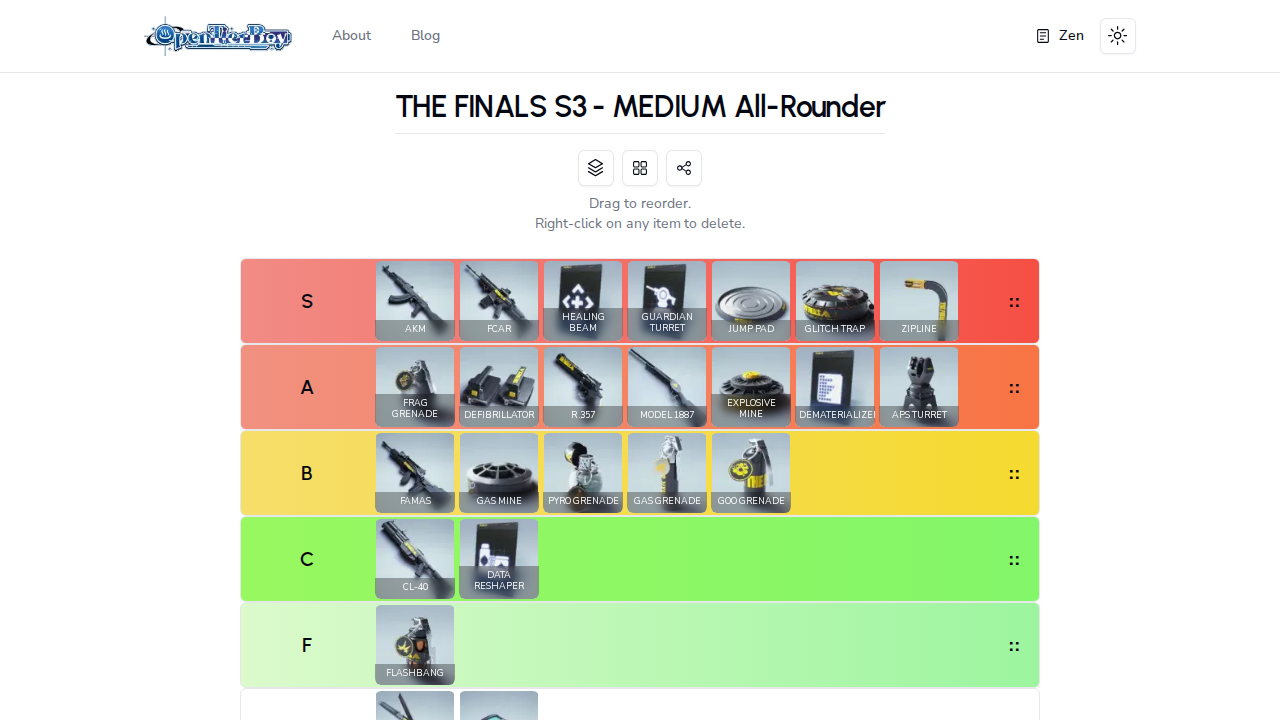 OpenTierBoy
About
Blog
Zen
THE FINALS S3 - MEDIUM All-Rounder
Drag to reorder.
Right-click on any item to delete.
S
AKM
FCAR
HEALING
BEAM
GUARDIAN
TURRET
JUMP PAD
GLITCH TRAP
ZIPLINE
A
FRAG
GRENADE
DEFIBRILLATOR
R.357
MODEL 1887
EXPLOSIVE
MINE
DEMATERIALIZE
APS TURRET
B
FAMAS
GAS MINE
PYRO GRENADE
GAS GRENADE
GOO GRENADE
C
CL-40
DATA
RESHAPER
F
FLASHBANG